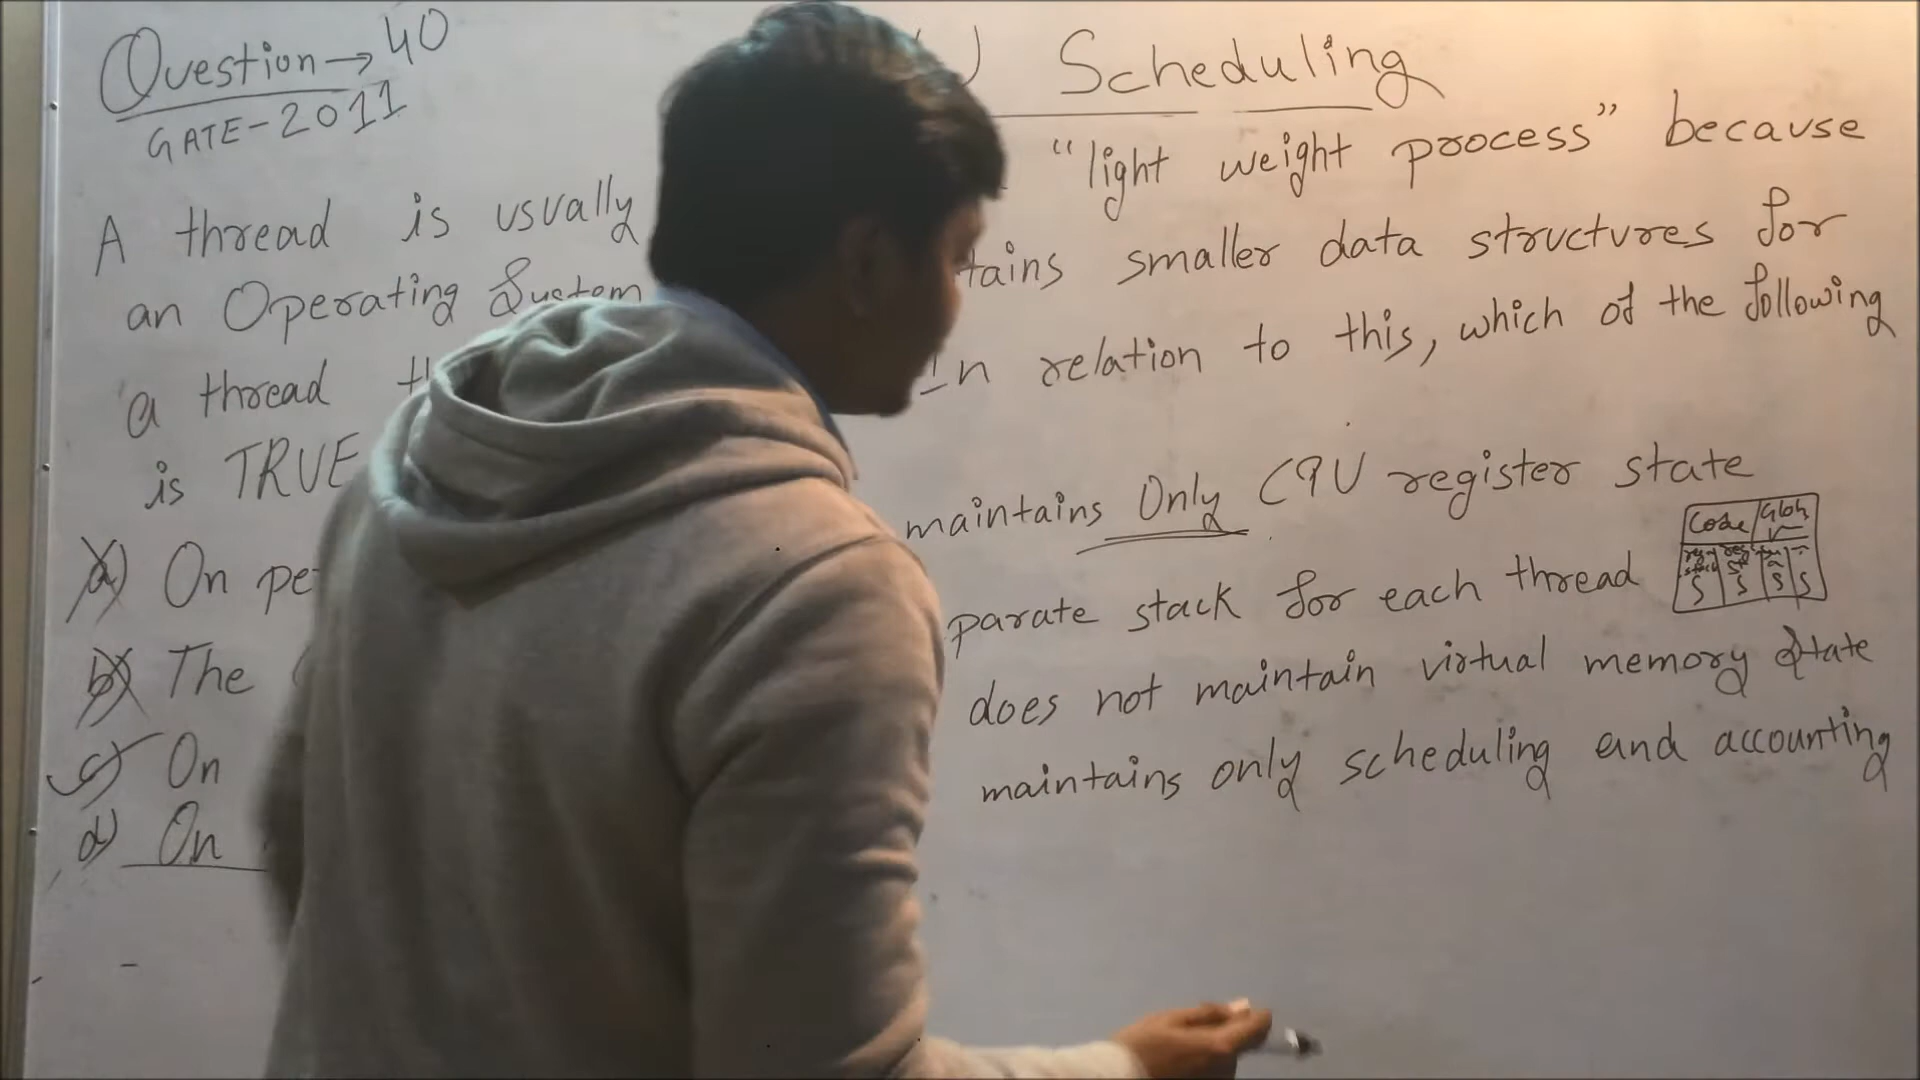 Question → 40
GATE-2011
Scheduling
A thread is usually "light weight process" because
an Operating System tains smaller data structures for
a thread In relation to this, which of the following
is TRUE
a) On pe maintains Only CPU register state
b) The parate stack for each thread
c) On does not maintain virtual memory state
d) On maintains only scheduling and accounting
Code
S S S S